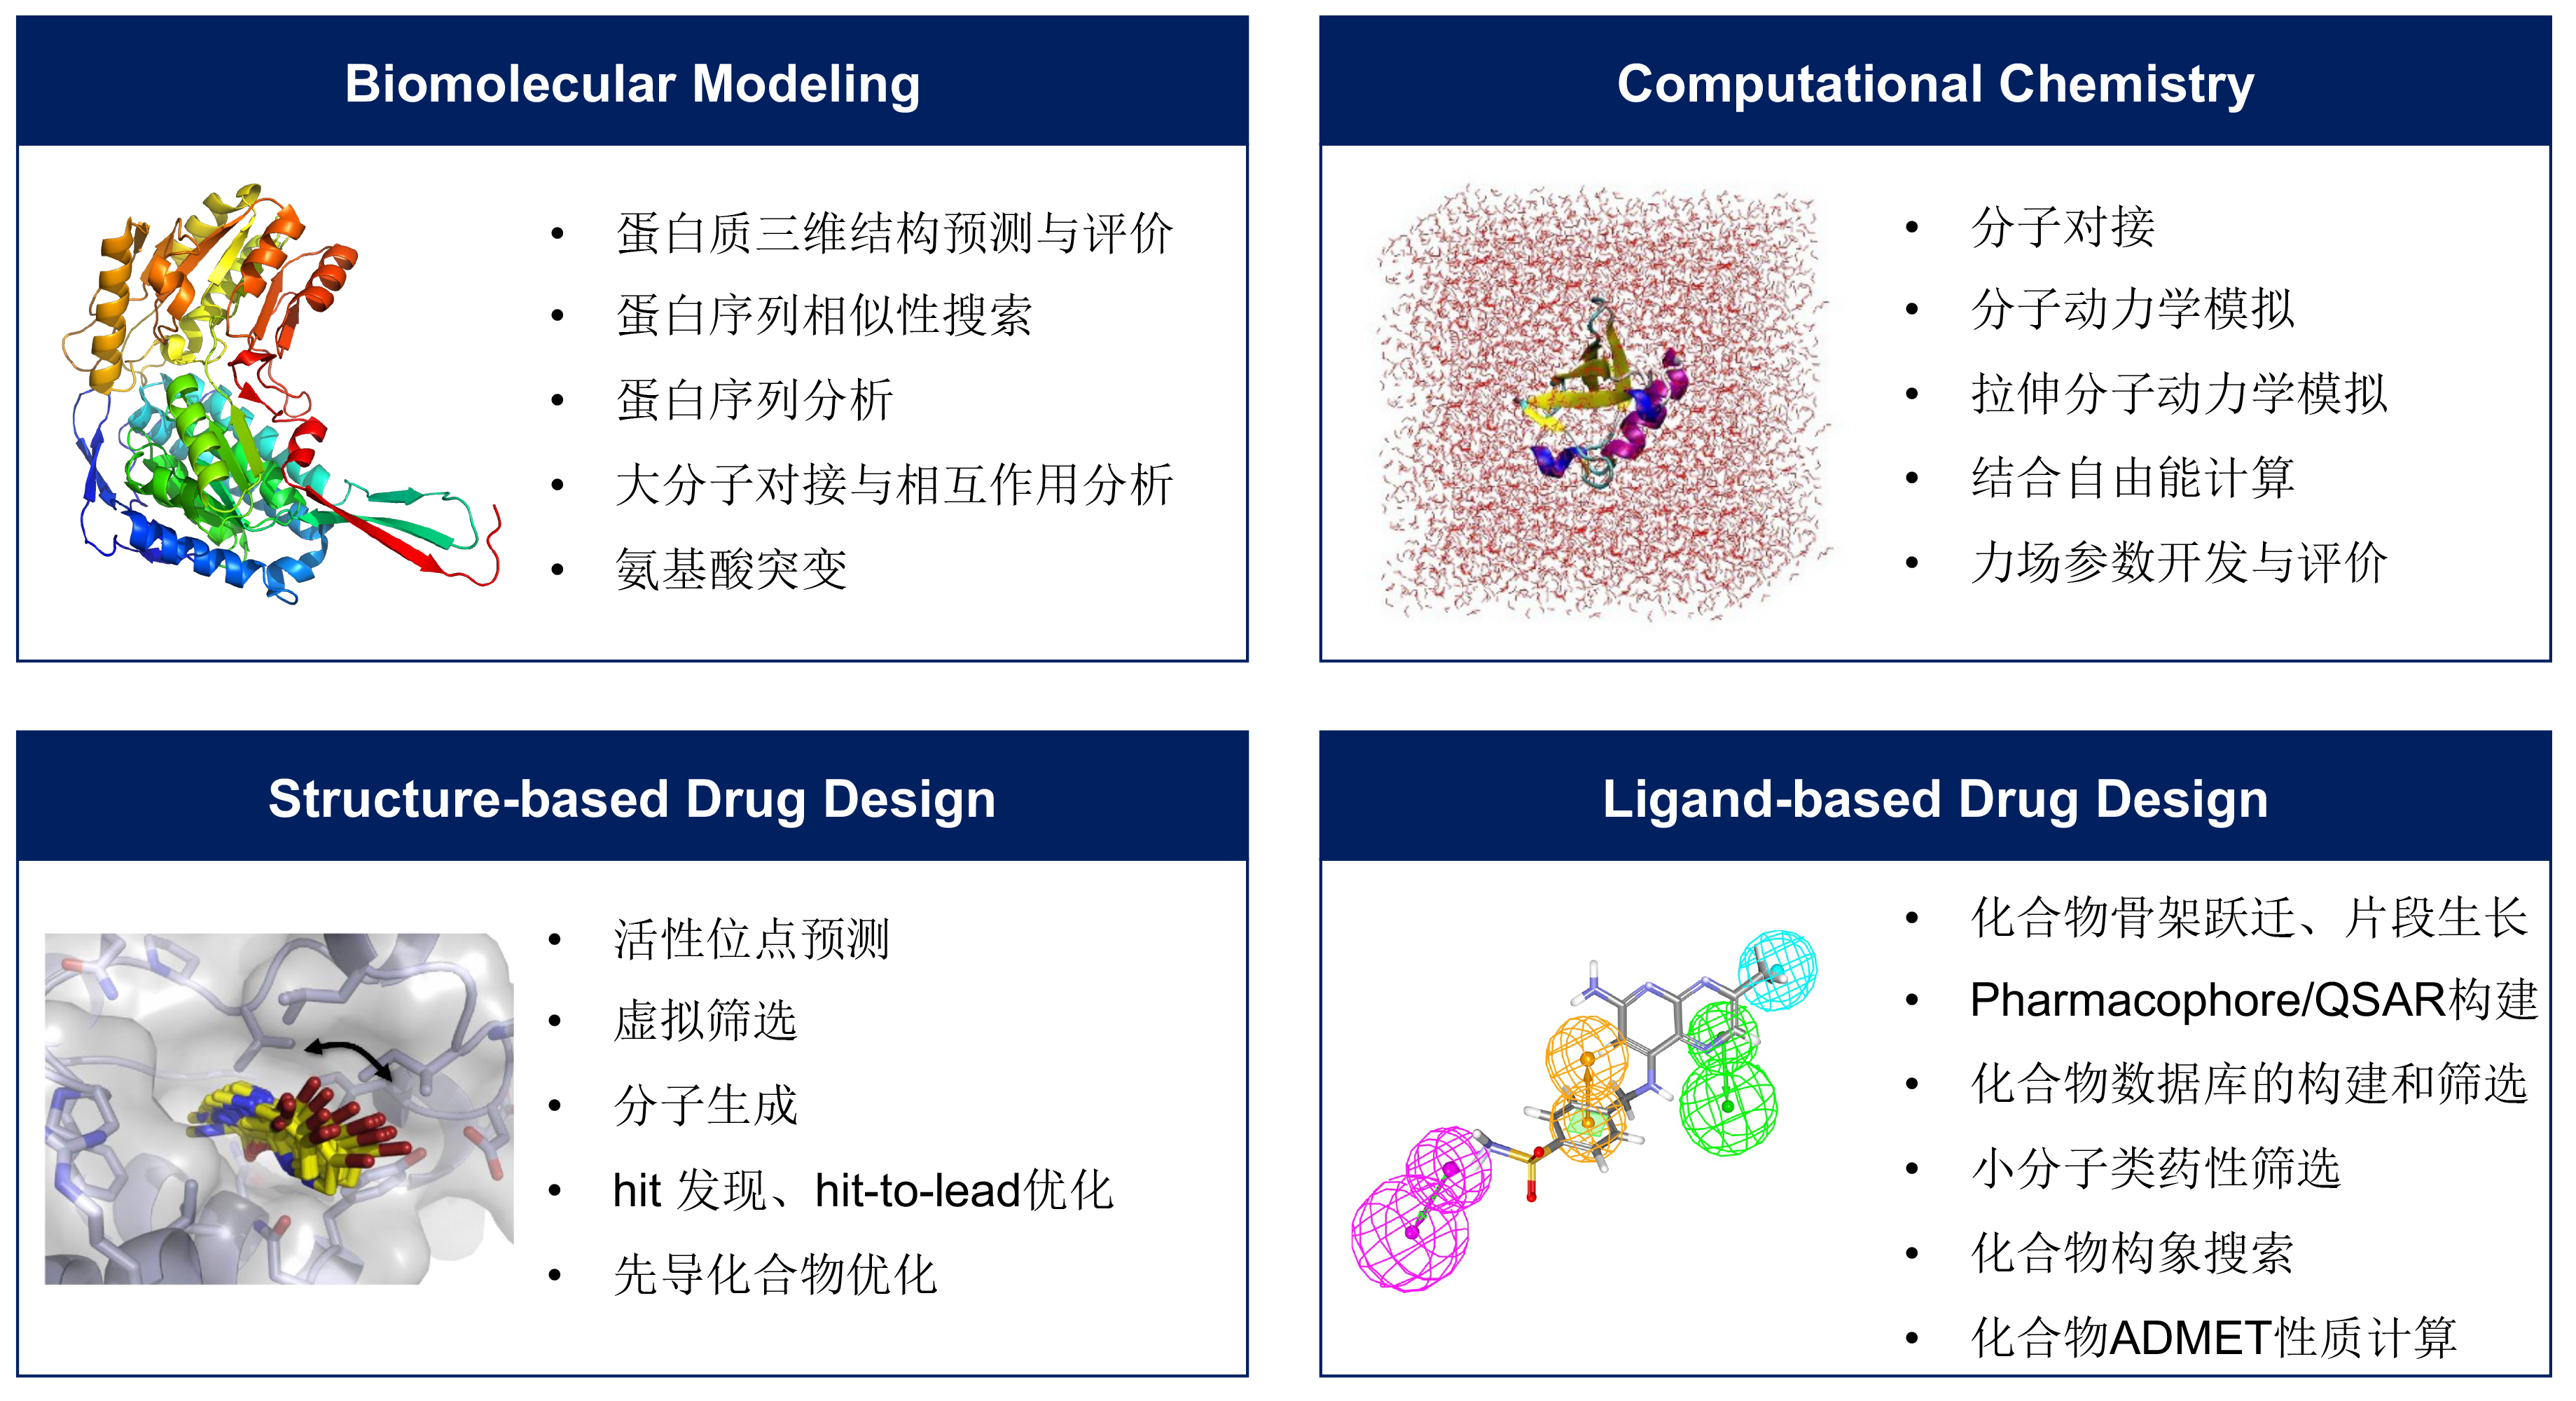 Biomolecular Modeling
• 蛋白质三维结构预测与评价
• 蛋白序列相似性搜索
• 蛋白序列分析
• 大分子对接与相互作用分析
• 氨基酸突变
Computational Chemistry
• 分子对接
• 分子动力学模拟
• 拉伸分子动力学模拟
• 结合自由能计算
• 力场参数开发与评价
Structure-based Drug Design
• 活性位点预测
• 虚拟筛选
• 分子生成
• hit 发现、hit-to-lead优化
• 先导化合物优化
Ligand-based Drug Design
• 化合物骨架跃迁、片段生长
• Pharmacophore/QSAR构建
• 化合物数据库的构建和筛选
• 小分子类药性筛选
• 化合物构象搜索
• 化合物ADMET性质计算